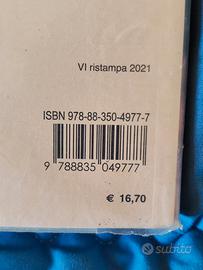 VI ristampa 2021
ISBN 978-88-350-4977-7
9 788835 049777
€ 16,70
subito